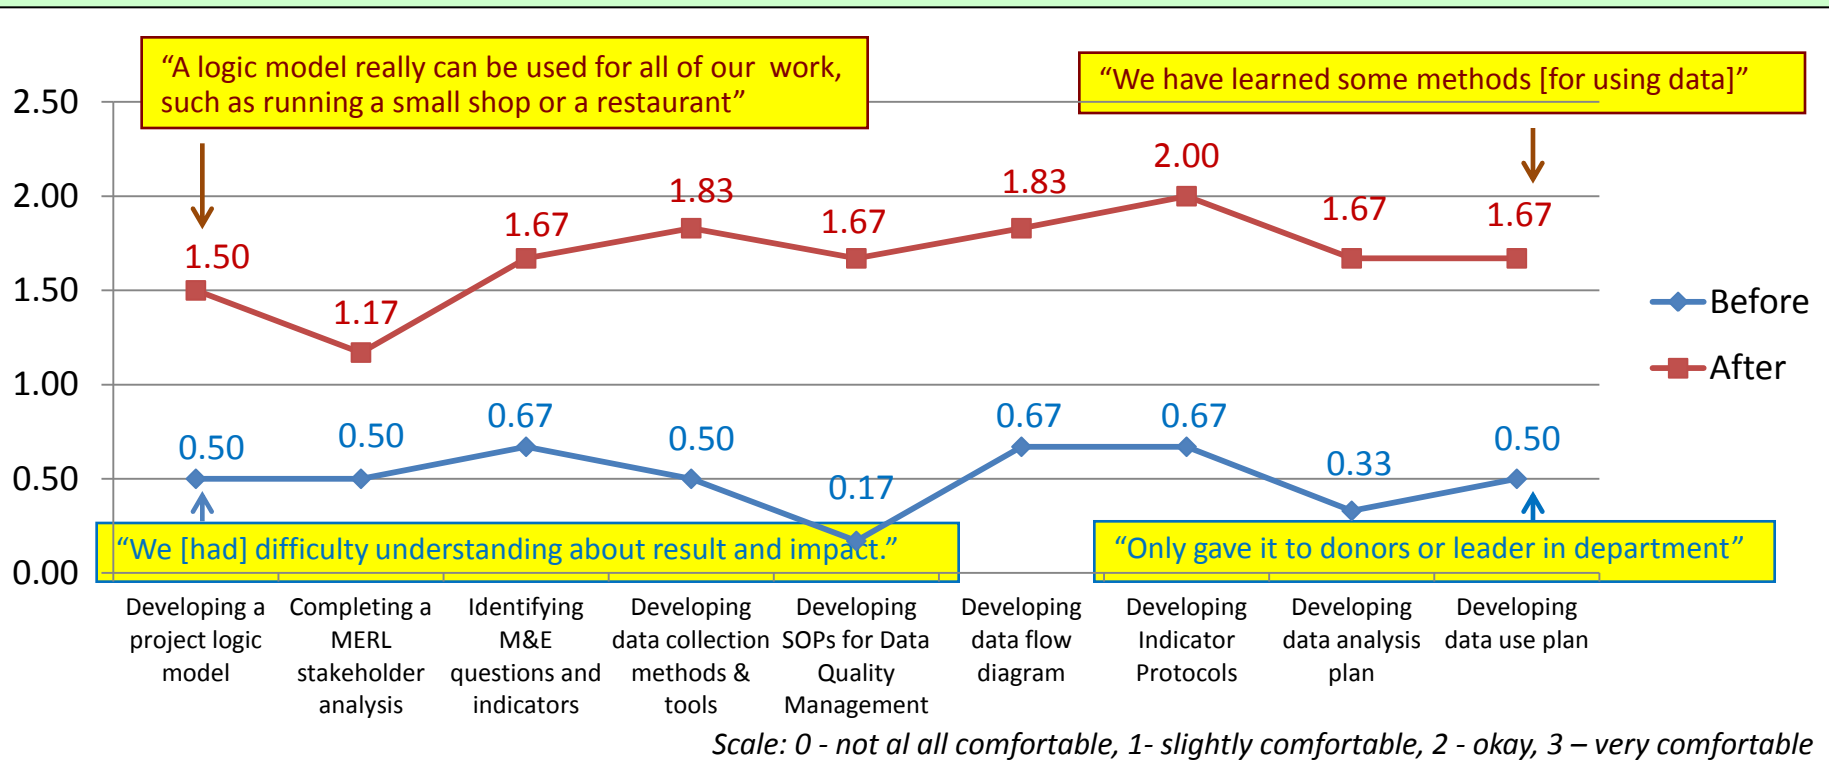 “A logic model really can be used for all of our work,
such as running a small shop or a restaurant”
“We have learned some methods [for using data]”
2.50
2.00
1.50
1.00
0.50
0.00
1.50
1.17
1.67
1.83
1.67
1.83
2.00
1.67
1.67
0.50
0.50
0.67
0.50
0.17
0.67
0.67
0.33
0.50
Before
After
“We [had] difficulty understanding about result and impact.”
“Only gave it to donors or leader in department”
Developing a
project logic
model
Completing a
MERL
stakeholder
analysis
Identifying
M&E
questions and
indicators
Developing
data collection
methods &
tools
Developing
SOPs for Data
Quality
Management
Developing
data flow
diagram
Developing
Indicator
Protocols
Developing
data analysis
plan
Developing
data use plan
Scale: 0 - not al all comfortable, 1- slightly comfortable, 2 - okay, 3 – very comfortable